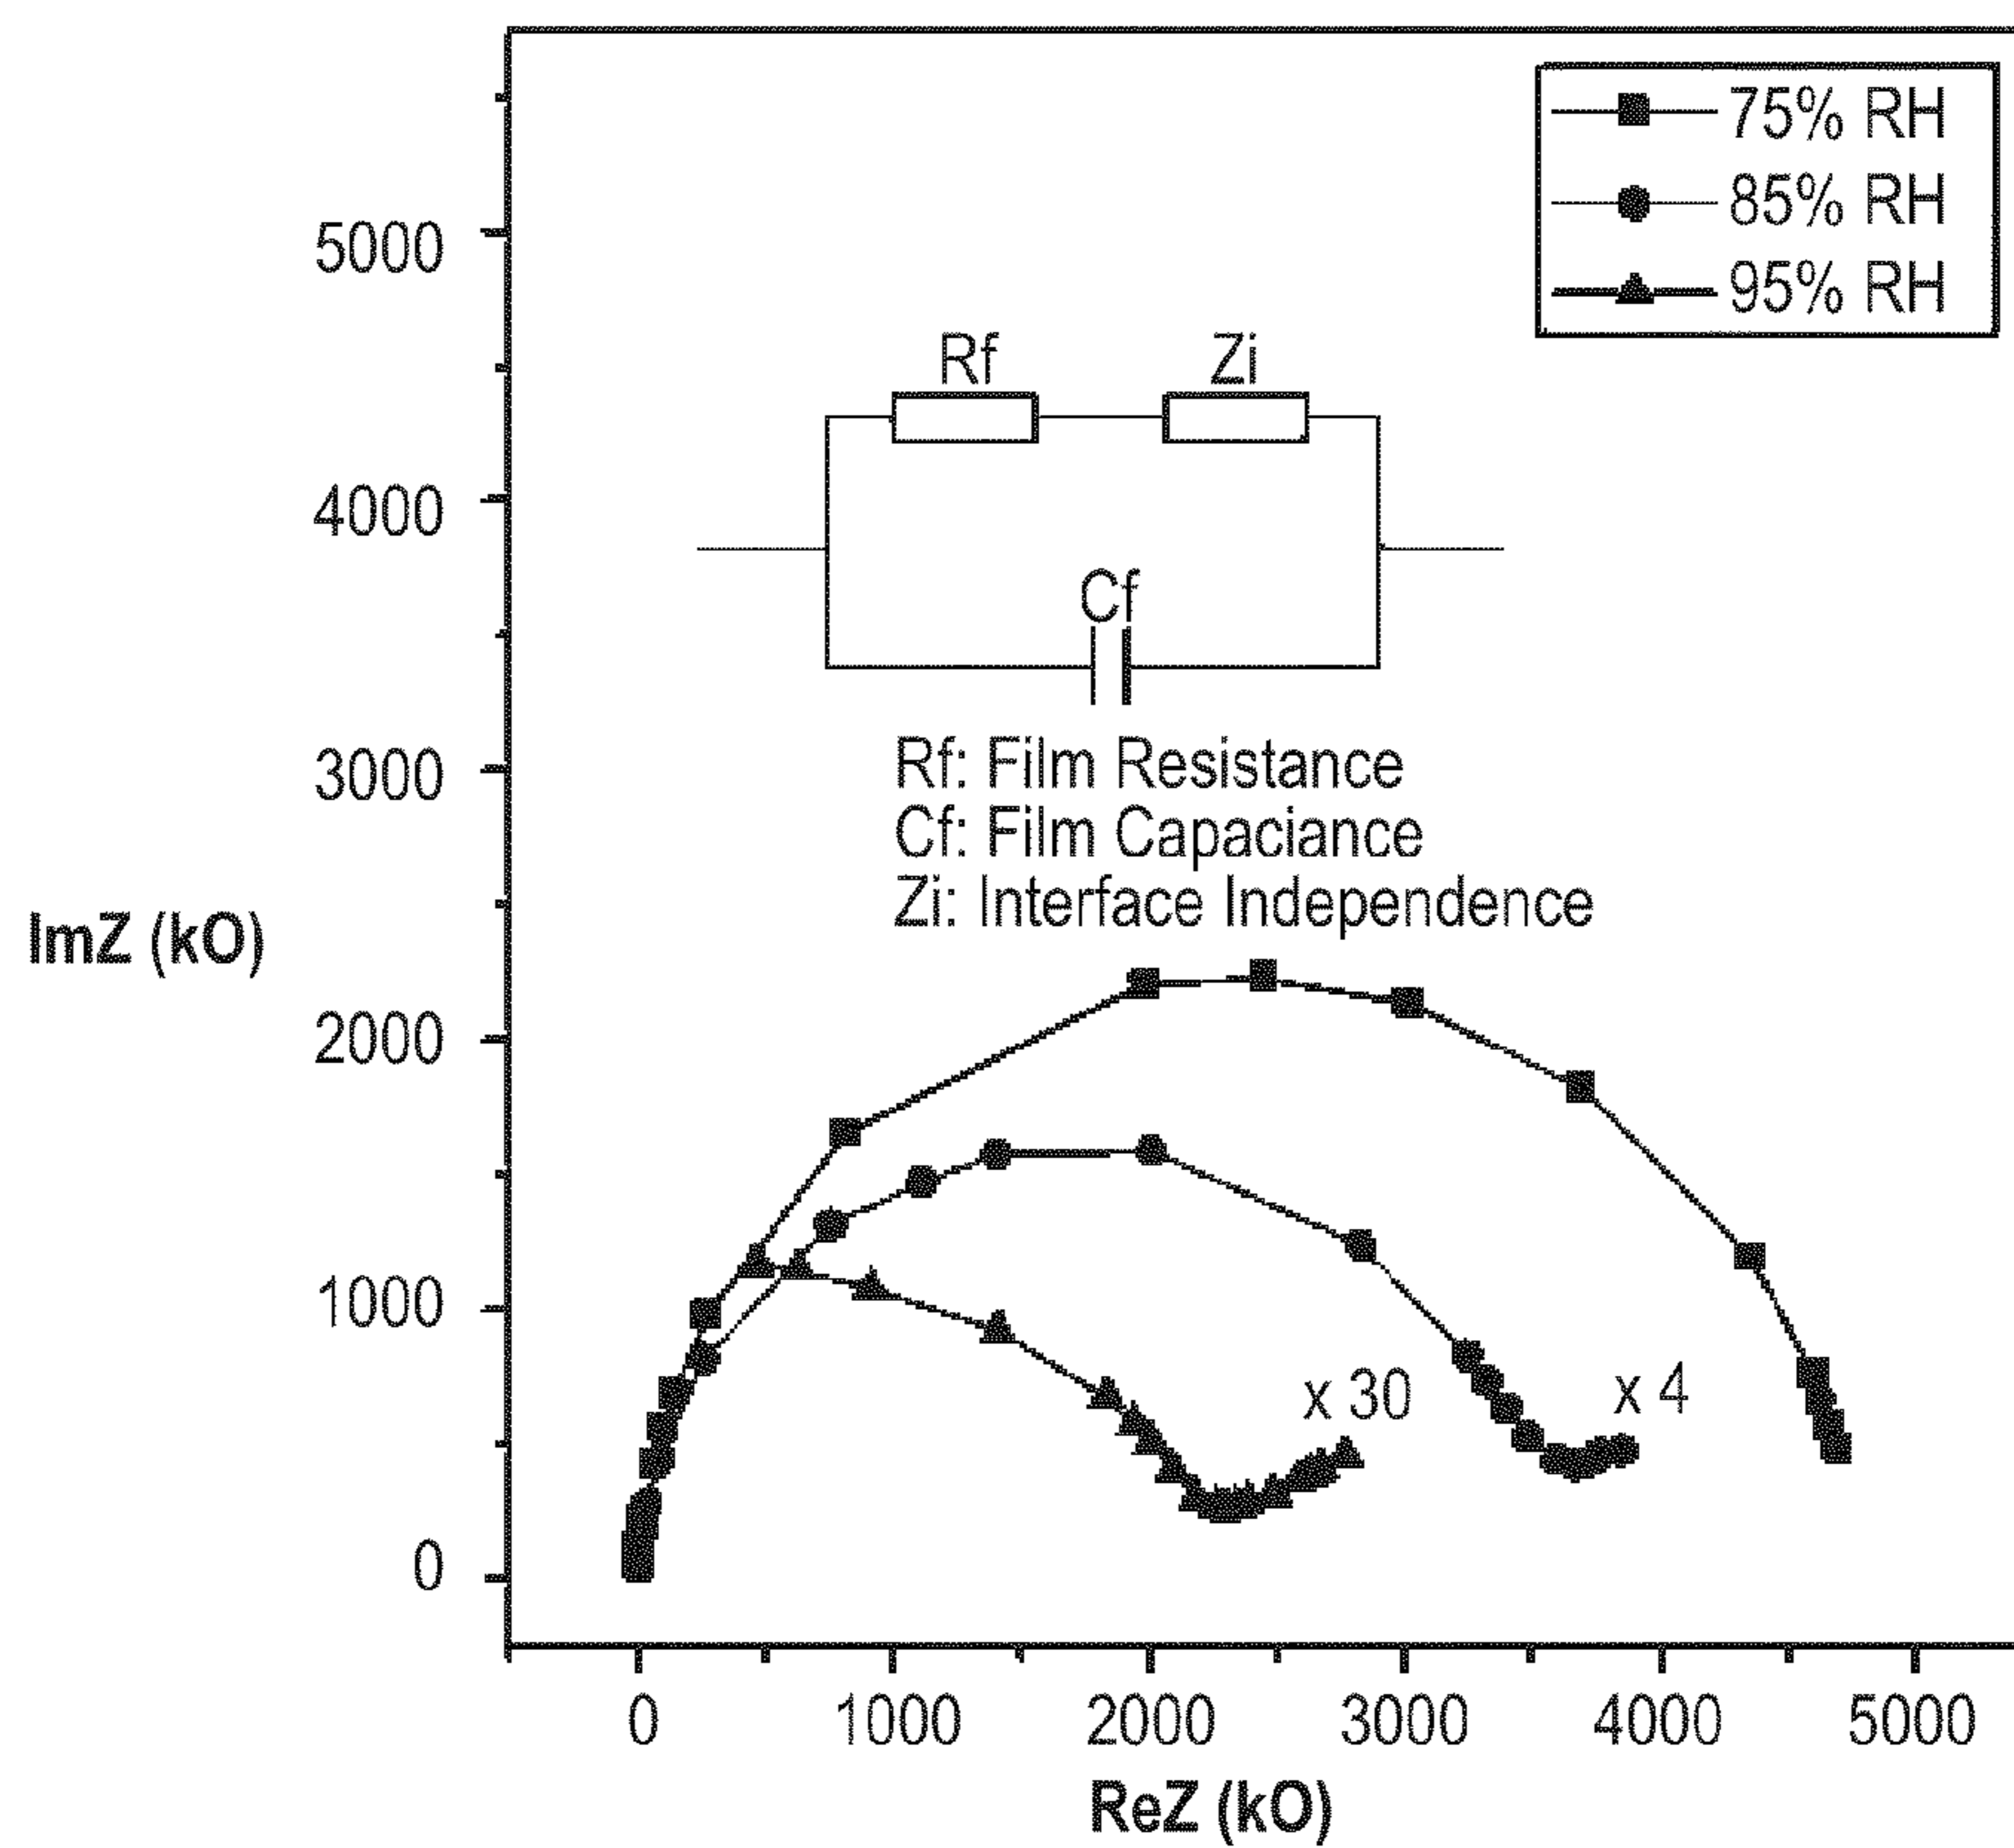 75% RH
85% RH
95% RH
5000
4000
3000
2000
1000
0
ImZ (kO)
Rf
Zi
Cf
Rf: Film Resistance
Cf: Film Capaciance
Zi: Interface Independence
x 30
x 4
0
1000
2000
3000
4000
5000
ReZ (kO)